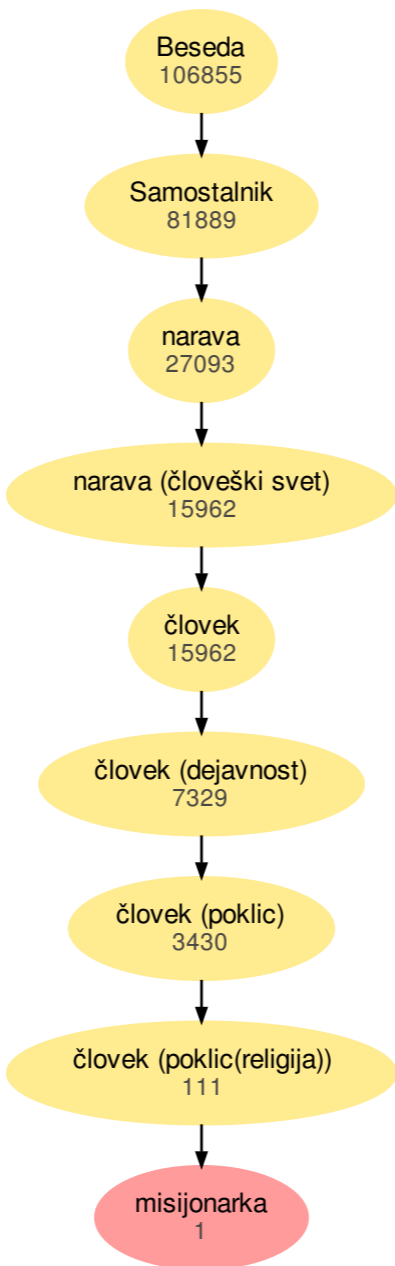 Beseda
106855
Samostalnik
81889
narava
27093
narava (človeški svet)
15962
človek
15962
človek (dejavnost)
7329
človek (poklic)
3430
človek (poklic(religija))
111
misijonarka
1